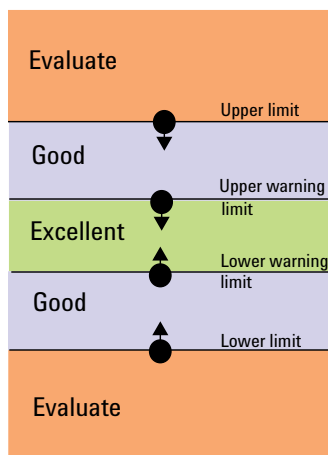 Evaluate
Upper limit
Good
Upper warning
limit
Excellent
Lower warning
limit
Good
Lower limit
Evaluate